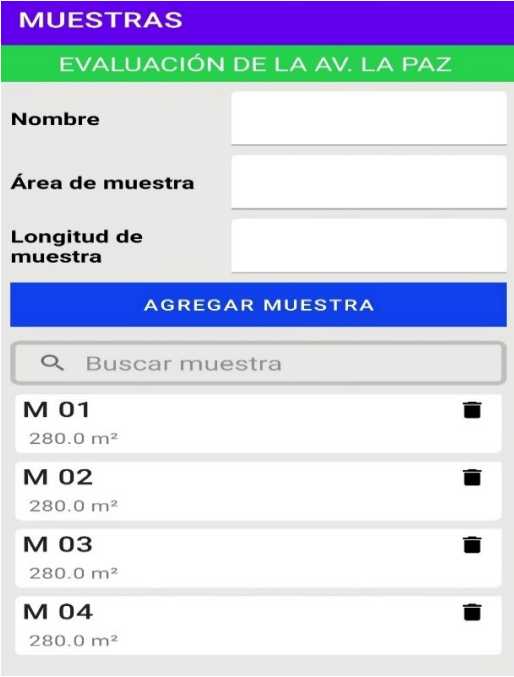 MUESTRAS
EVALUACIÓN DE LA AV. LA PAZ
Nombre
Área de muestra
Longitud de
muestra
AGREGAR MUESTRA
Buscar muestra
M 01
280.0 m²
M 02
280.0 m²
M 03
280.0 m²
M 04
280.0 m²